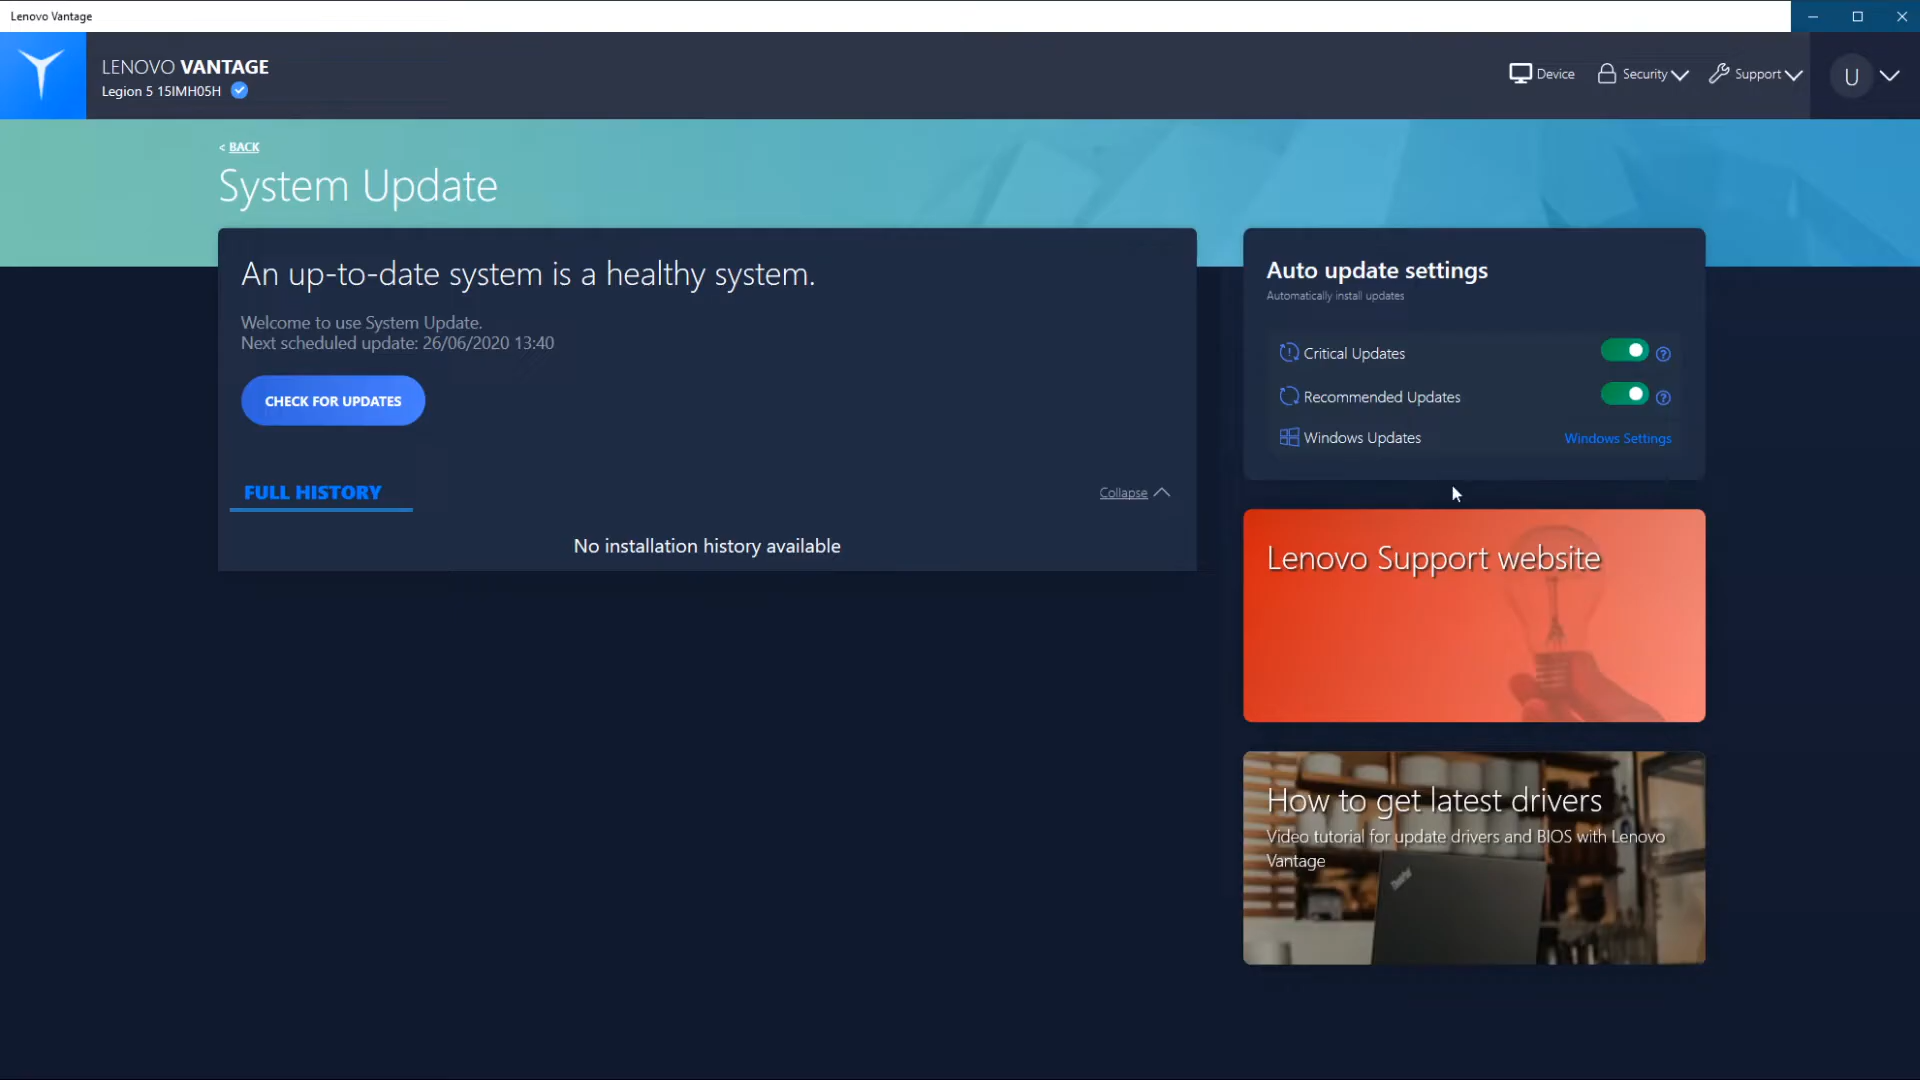 Lenovo Vantage
LENOVO VANTAGE
Legion 5 15IMH05H
Device
Security
Support
U
< BACK
System Update
An up-to-date system is a healthy system.
Welcome to use System Update.
Next scheduled update: 26/06/2020 13:40
CHECK FOR UPDATES
FULL HISTORY
Collapse
No installation history available
Auto update settings
Automatically install updates
Critical Updates
?
Recommended Updates
?
Windows Updates
Windows Settings
Lenovo Support website
How to get latest drivers
Video tutorial for update drivers and BIOS with Lenovo
Vantage
ThinkPad